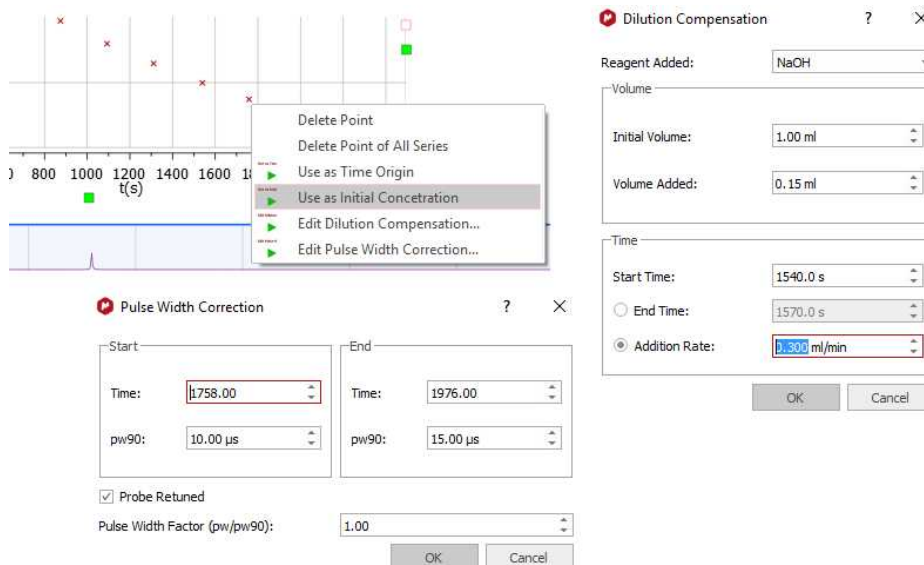 800 1000 1200 1400 1600
t(s)
Delete Point
Delete Point of All Series
Use as Time Origin
Use as Initial Concetration
Edit Dilution Compensation...
Edit Pulse Width Correction...
Pulse Width Correction ?
Start
Time: 1758.00
pw90: 10.00 µs
End
Time: 1976.00
pw90: 15.00 µs
Probe Retuned
Pulse Width Factor (pw/pw90): 1.00
OK Cancel
Dilution Compensation ?
Reagent Added: NaOH
Volume
Initial Volume: 1.00 ml
Volume Added: 0.15 ml
Time
Start Time: 1540.0 s
End Time: 1570.0 s
Addition Rate: 0.300 ml/min
OK Cancel